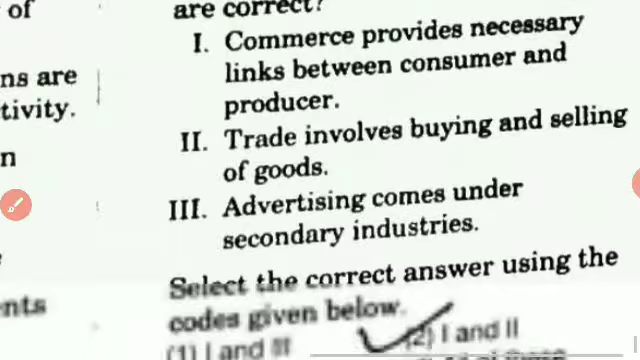 of
ns are
tivity.
n
nts
are correct?
I. Commerce provides necessary
links between consumer and
producer.
II. Trade involves buying and selling
of goods.
III. Advertising comes under
secondary industries.
Select the correct answer using the
codes given below.
(1) I and III
(2) I and II